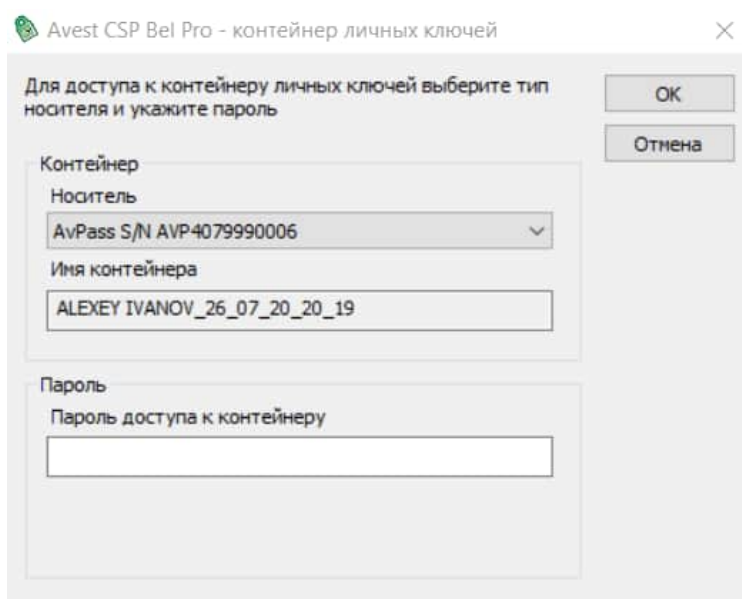 Avest CSP Bel Pro - контейнер личных ключей
Для доступа к контейнеру личных ключей выберите тип
носителя и укажите пароль
OK
Отмена
Контейнер
Носитель
AvPass S/N AVP4079990006
Имя контейнера
ALEXEY IVANOV_26_07_20_20_19
Пароль
Пароль доступа к контейнеру